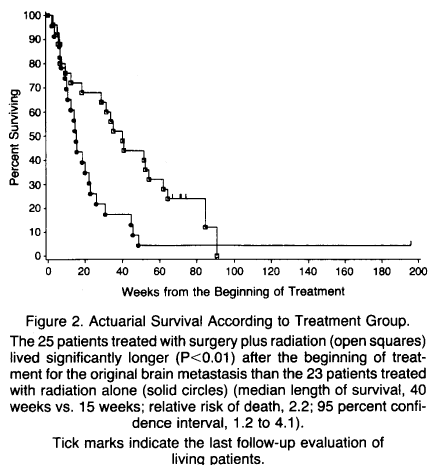 100
90
80
70
60
50
40
30
20
10
0
Percent Surviving
0 20 40 60 80 100 120 140 160 180 200
Weeks from the Beginning of Treatment
Figure 2. Actuarial Survival According to Treatment Group.
The 25 patients treated with surgery plus radiation (open squares)
lived significantly longer (P<0.01) after the beginning of treat-
ment for the original brain metastasis than the 23 patients treated
with radiation alone (solid circles) (median length of survival, 40
weeks vs. 15 weeks; relative risk of death, 2.2; 95 percent confi-
dence interval, 1.2 to 4.1).
Tick marks indicate the last follow-up evaluation of
living patients.